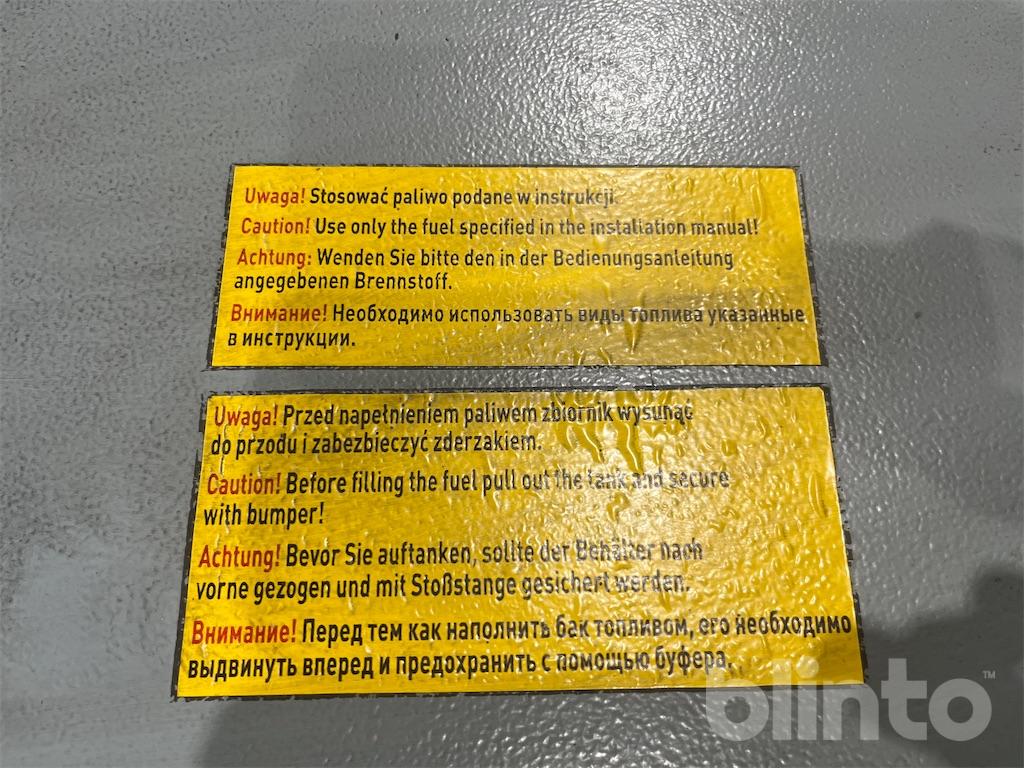 Uwaga! Stosować paliwo podane w instrukcji.
Caution! Use only the fuel specified in the installation manual!
Achtung: Wenden Sie bitte den in der Bedienungsanleitung
angegebenen Brennstoff.
Внимание! Необходимо использовать виды топлива указанные
в инструкции.
Uwaga! Przed napełnieniem paliwem zbiornik wysunąć
do przodu i zabezbieczyć zderzakiem.
Caution! Before filling the fuel pull out the tank and secure
with bumper!
Achtung! Bevor Sie auftanken, sollte der Behälter nach
vorne gezogen und mit Stoßstange gesichert werden.
Внимание! Перед тем как наполнить бак топливом, его необходимо
выдвинуть вперед и предохранить с помощью буфера.
blinto™